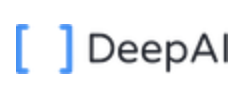 [ ] DeepAI